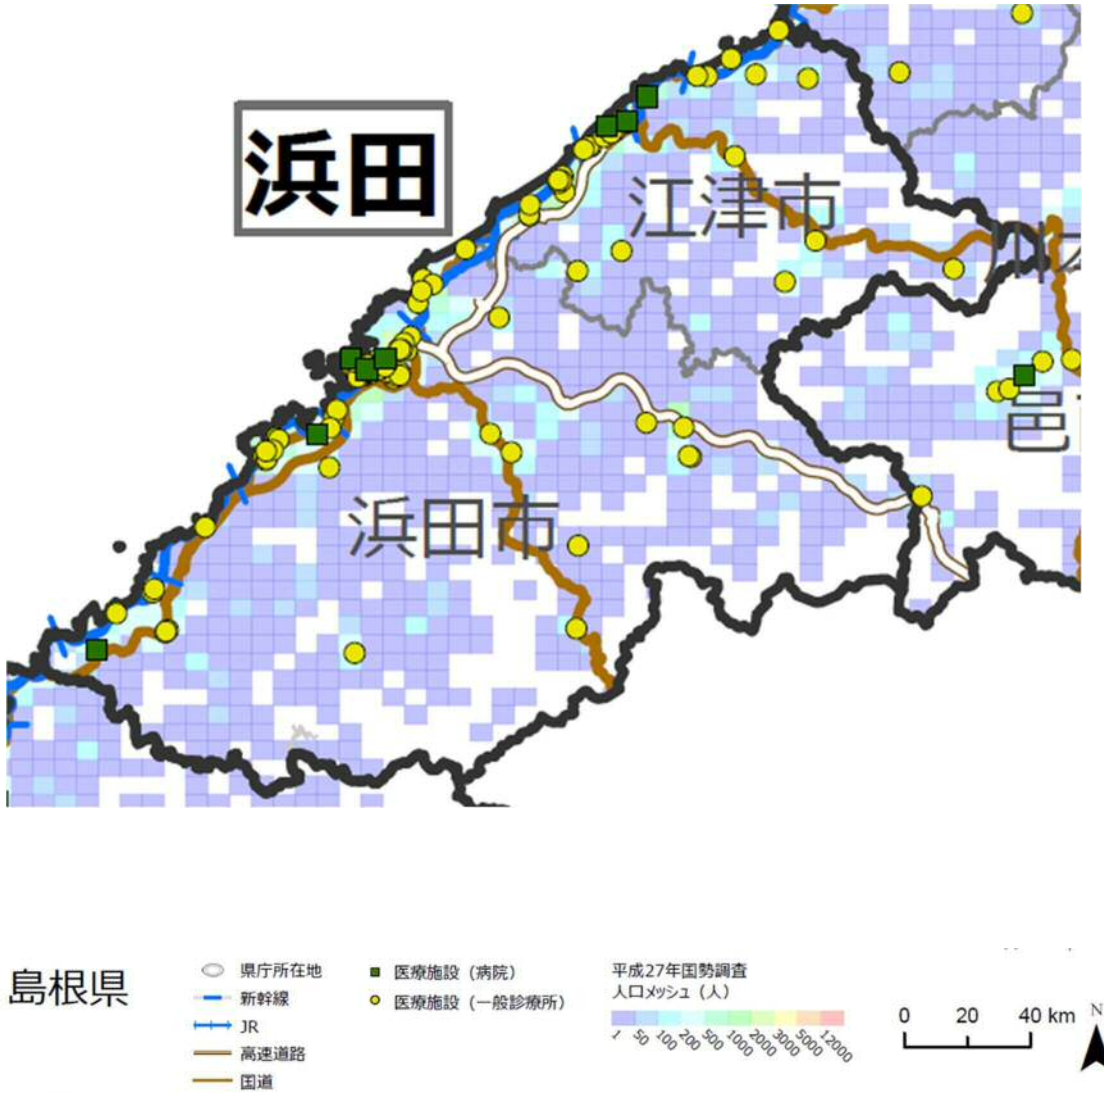 浜田
江津市
川本
邑
浜田市
島根県
県庁所在地
新幹線
JR
高速道路
国道
医療施設（病院）
医療施設（一般診療所）
平成27年国勢調査
人口メッシュ（人）
1 50 100 200 500 1000 2000 3000 5000 12000
0 20 40 km
N